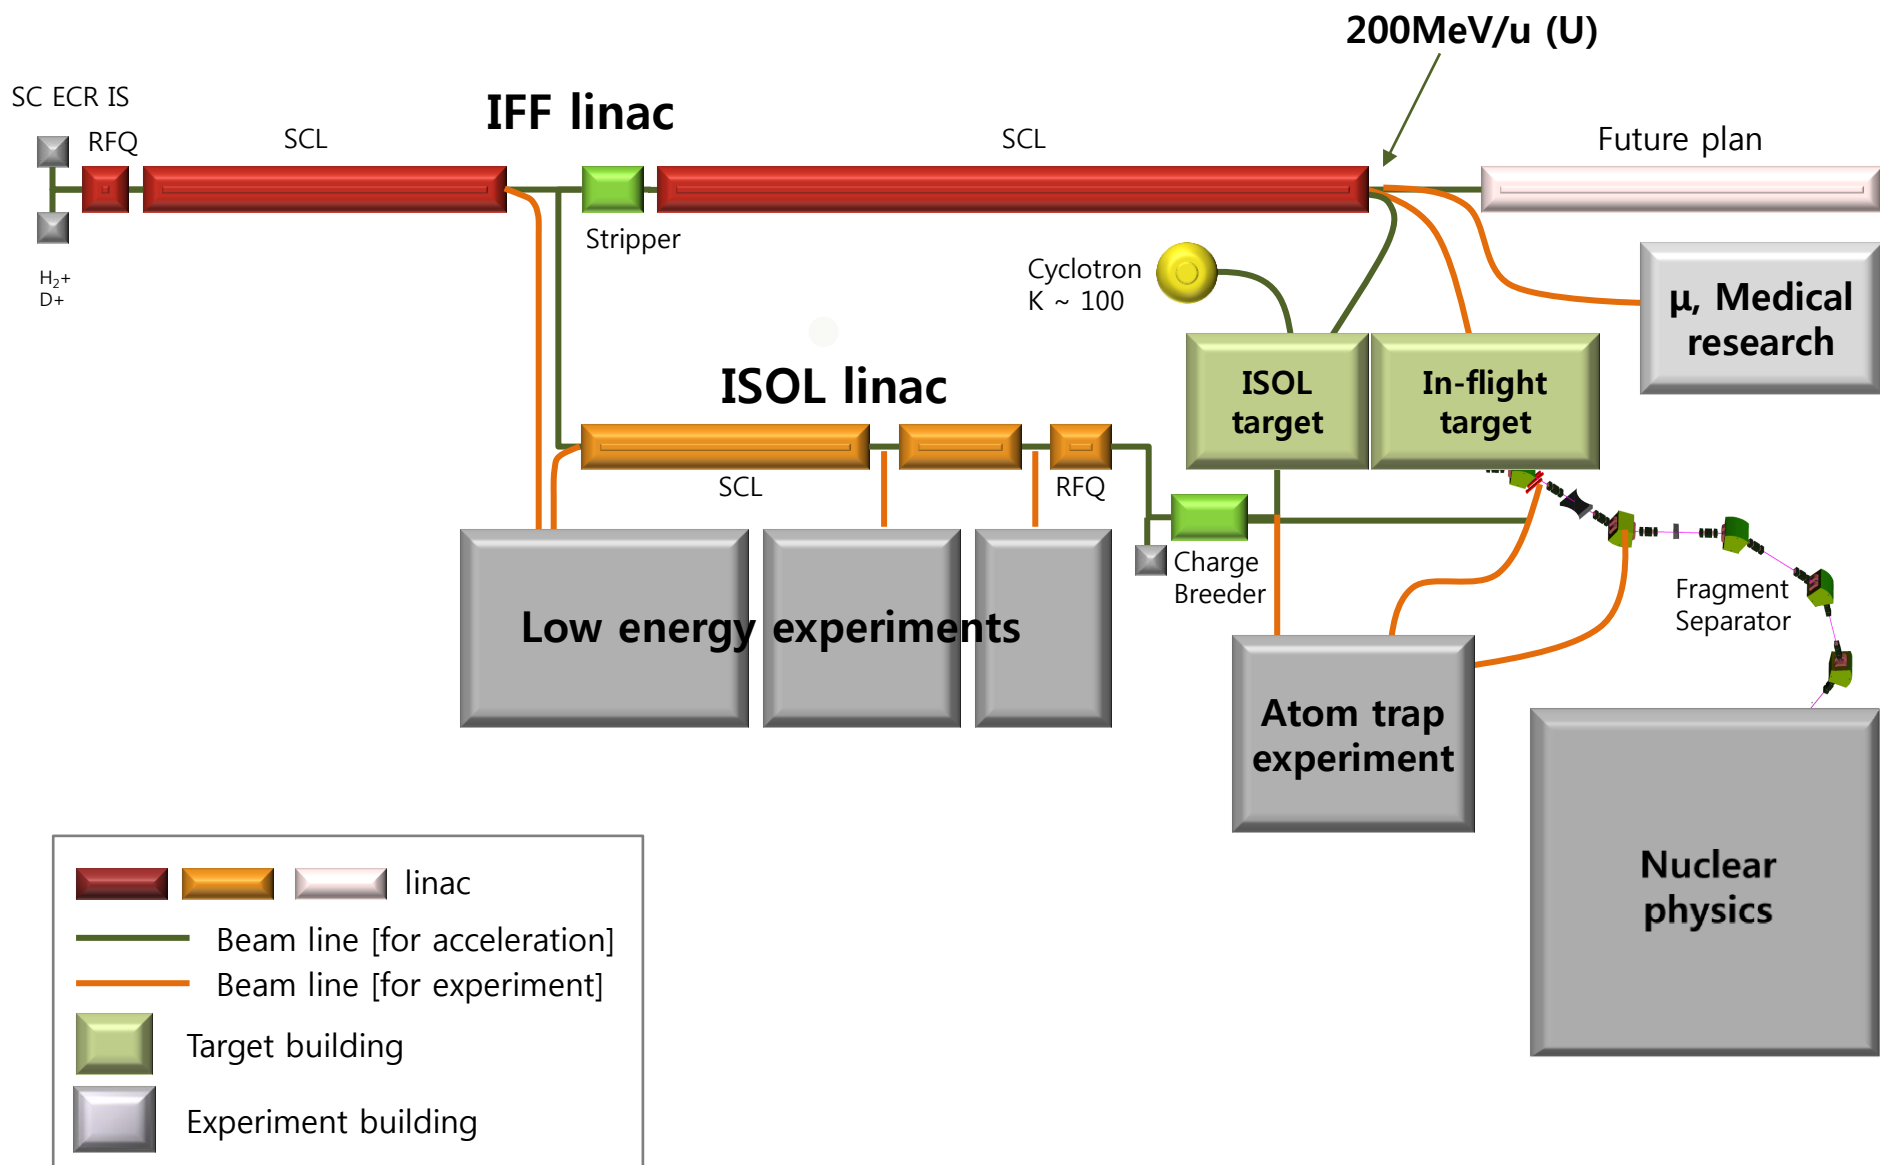 200MeV/u (U)
SC ECR IS
IFF linac
RFQ
SCL
SCL
Future plan
Stripper
H₂+
D+
Cyclotron
K ~ 100
μ, Medical
research
ISOL linac
ISOL
target
In-flight
target
SCL
RFQ
Charge
Breeder
Fragment
Separator
Low energy experiments
Atom trap
experiment
Nuclear
physics
linac
Beam line [for acceleration]
Beam line [for experiment]
Target building
Experiment building